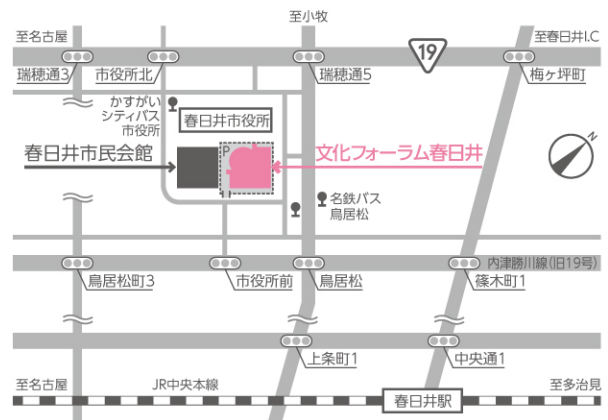 至小牧
至名古屋
19
至春日井I.C
瑞穂通3
市役所北
瑞穂通5
梅ヶ坪町
かすがい
シティバス
市役所
春日井市役所
N
春日井市民会館
P
文化フォーラム春日井
名鉄バス
鳥居松
内津勝川線(旧19号)
鳥居松町3
市役所前
鳥居松
篠木町1
上条町1
中央通1
至名古屋
JR中央本線
春日井駅
至多治見